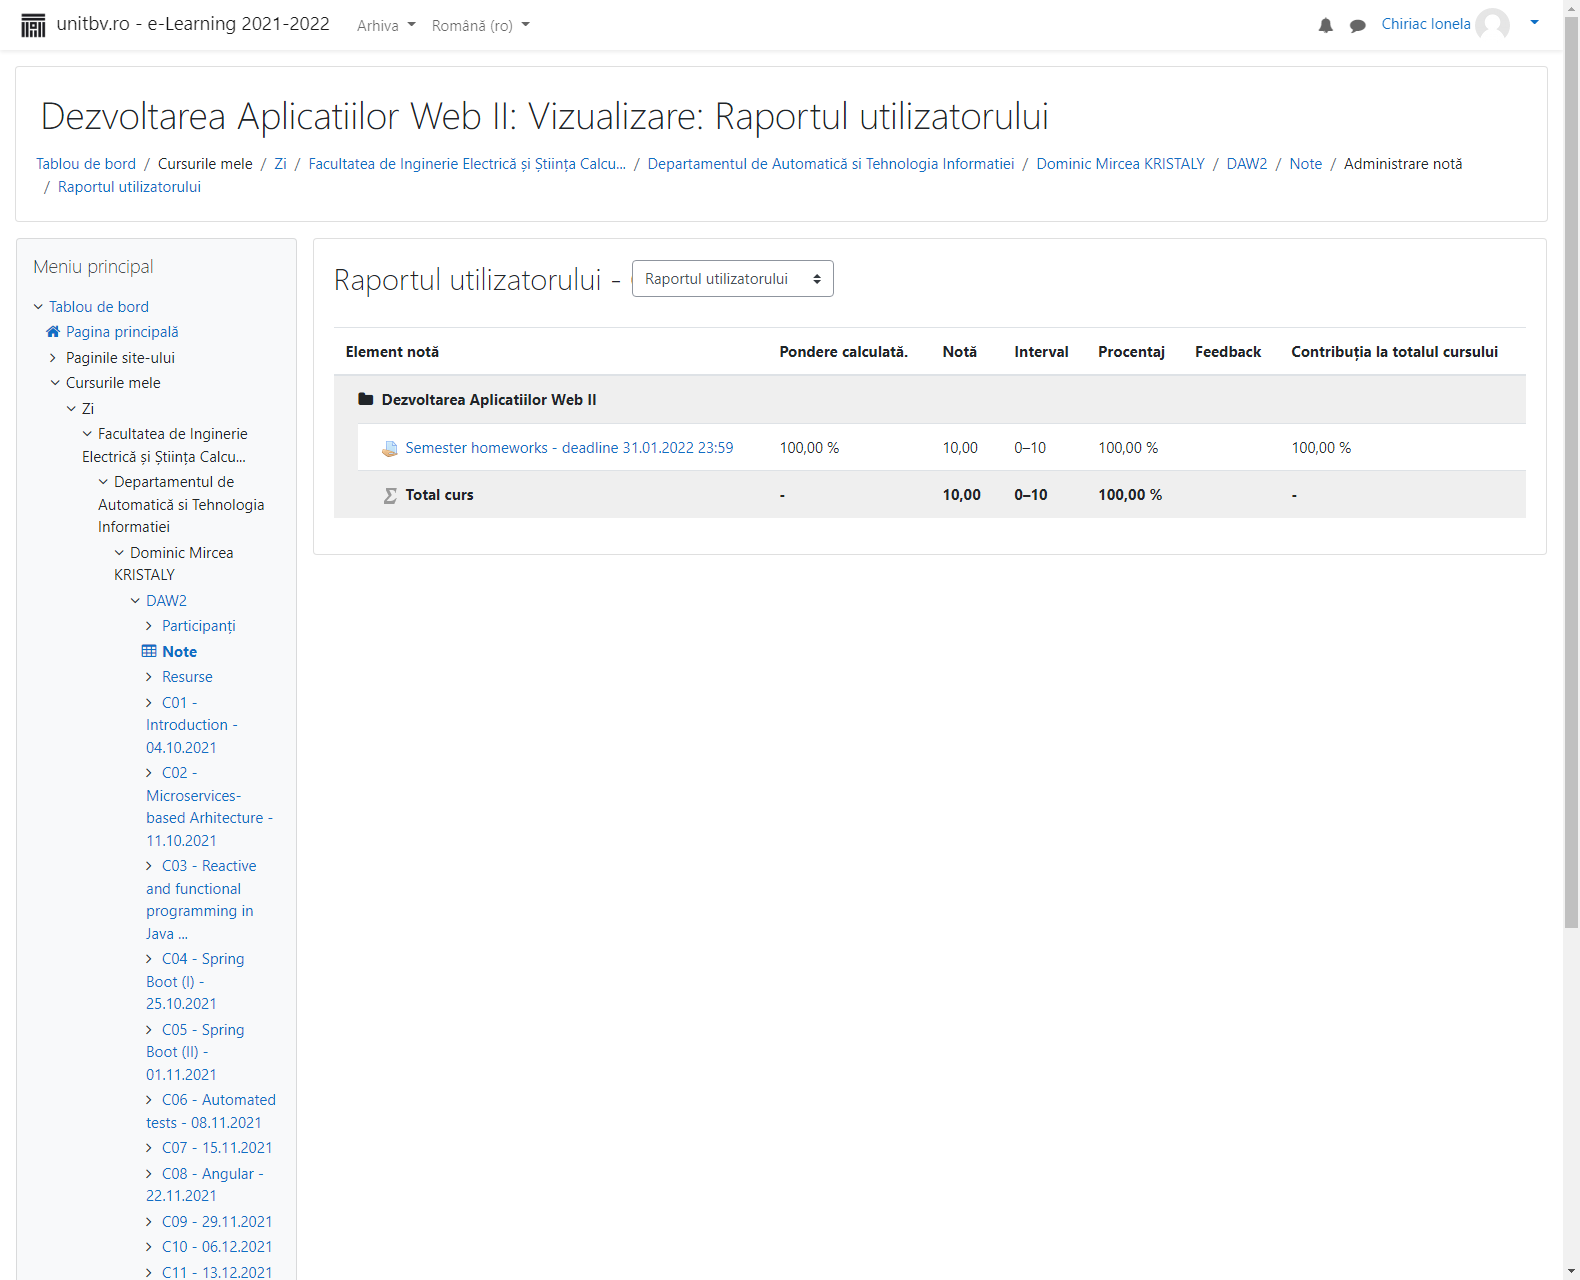 unitbv.ro - e-Learning 2021-2022 Arhiva Română (ro) Chiriac Ionela
Dezvoltarea Aplicatiilor Web II: Vizualizare: Raportul utilizatorului
Tablou de bord / Cursurile mele / Zi / Facultatea de Inginerie Electrică și Știința Calcu... / Departamentul de Automatică si Tehnologia Informatiei / Dominic Mircea KRISTALY / DAW2 / Note / Administrare notă
/ Raportul utilizatorului
Meniu principal
Tablou de bord
Pagina principală
Paginile site-ului
Cursurile mele
Zi
Facultatea de Inginerie
Electrică și Știința Calcu...
Departamentul de
Automatică si Tehnologia
Informatiei
Dominic Mircea
KRISTALY
DAW2
Participanți
Note
Resurse
C01 -
Introduction -
04.10.2021
C02 -
Microservices-
based Arhitecture -
11.10.2021
C03 - Reactive
and functional
programming in
Java ...
C04 - Spring
Boot (I) -
25.10.2021
C05 - Spring
Boot (II) -
01.11.2021
C06 - Automated
tests - 08.11.2021
C07 - 15.11.2021
C08 - Angular -
22.11.2021
C09 - 29.11.2021
C10 - 06.12.2021
C11 - 13.12.2021
Raportul utilizatorului - Raportul utilizatorului
Element notă Pondere calculată. Notă Interval Procentaj Feedback Contribuția la totalul cursului
Dezvoltarea Aplicatiilor Web II
Semester homeworks - deadline 31.01.2022 23:59 100,00 % 10,00 0–10 100,00 % 100,00 %
Total curs - 10,00 0–10 100,00 % -